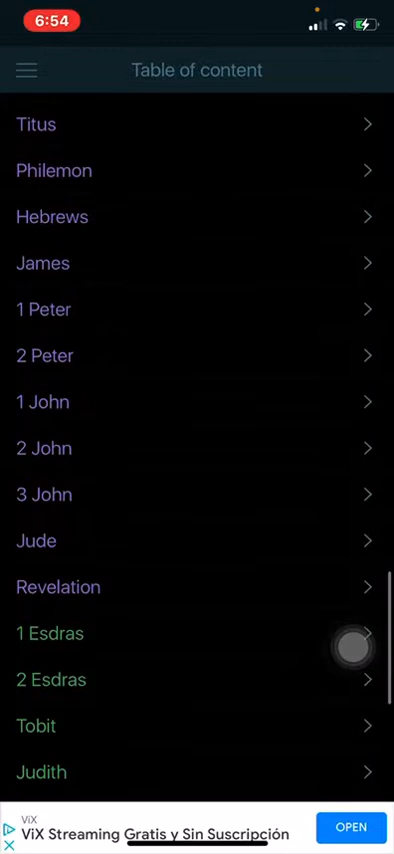 6:54
Table of content
Titus
Philemon
Hebrews
James
1 Peter
2 Peter
1 John
2 John
3 John
Jude
Revelation
1 Esdras
2 Esdras
Tobit
Judith
ViX
ViX Streaming Gratis y Sin Suscripción
OPEN